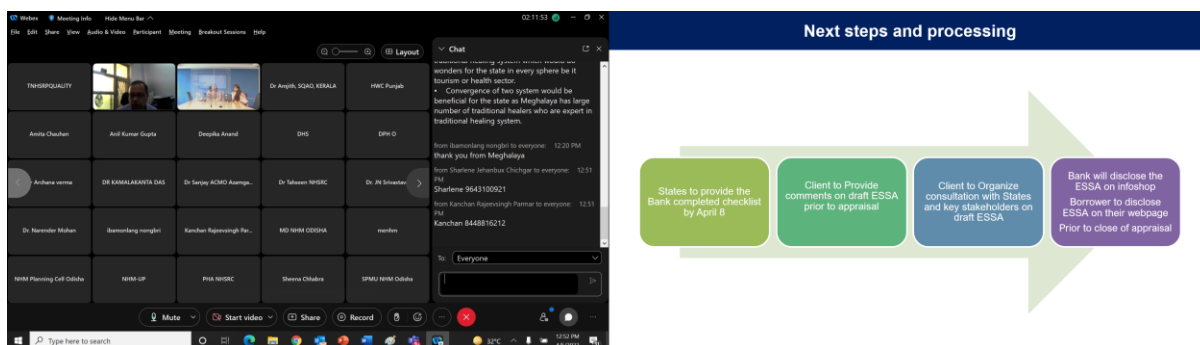 Webex Meeting Info Hide Menu Bar 02:11:53
File Edit Share View Audio & Video Participant Meeting Breakout Sessions Help
Layout
Chat
TNHSRPQUALITY
Dr Amjith, SQAO, KERALA
HWC Punjab
traditional healing system which would do
wonders for the state in every sphere be it
tourism or health sector.
• Convergence of two system would be
beneficial for the state as Meghalaya has large
number of traditional healers who are expert in
traditional healing system.
Amita Chauhan
Anil Kumar Gupta
Deepika Anand
DHS
DPH O
from ibamonlang nongbri to everyone: 12:20 PM
thank you from Meghalaya
from Sharlene Jehanbux Chichgar to everyone: 12:51
PM
Sharlene 9643100921
from Kanchan Rajeevsingh Parmar to everyone: 12:51
PM
Kanchan 8448816212
Archana verma
DR KAMALAKANTA DAS
Dr Sanjay ACMO Azamga...
Dr Tahseen NHSRC
Dr. JN Srivastav
Dr. Narender Mohan
ibamonlang nongbri
Kanchan Rajeevsingh Par...
MD NHM ODISHA
menhm
NHM Planning Cell Odisha
NHM-UP
PHA NHSRC
Sheena Chhabra
SPMU NHM Odisha
To: Everyone
Mute
Start video
Share
Record
Type here to search
32°C
12:52 PM
Next steps and processing
States to provide the
Bank completed checklist
by April 8
Client to Provide
comments on draft ESSA
prior to appraisal
Client to Organize
consultation with States
and key stakeholders on
draft ESSA
Bank will disclose the
ESSA on infoshop
Borrower to disclose
ESSA on their webpage
Prior to close of appraisal